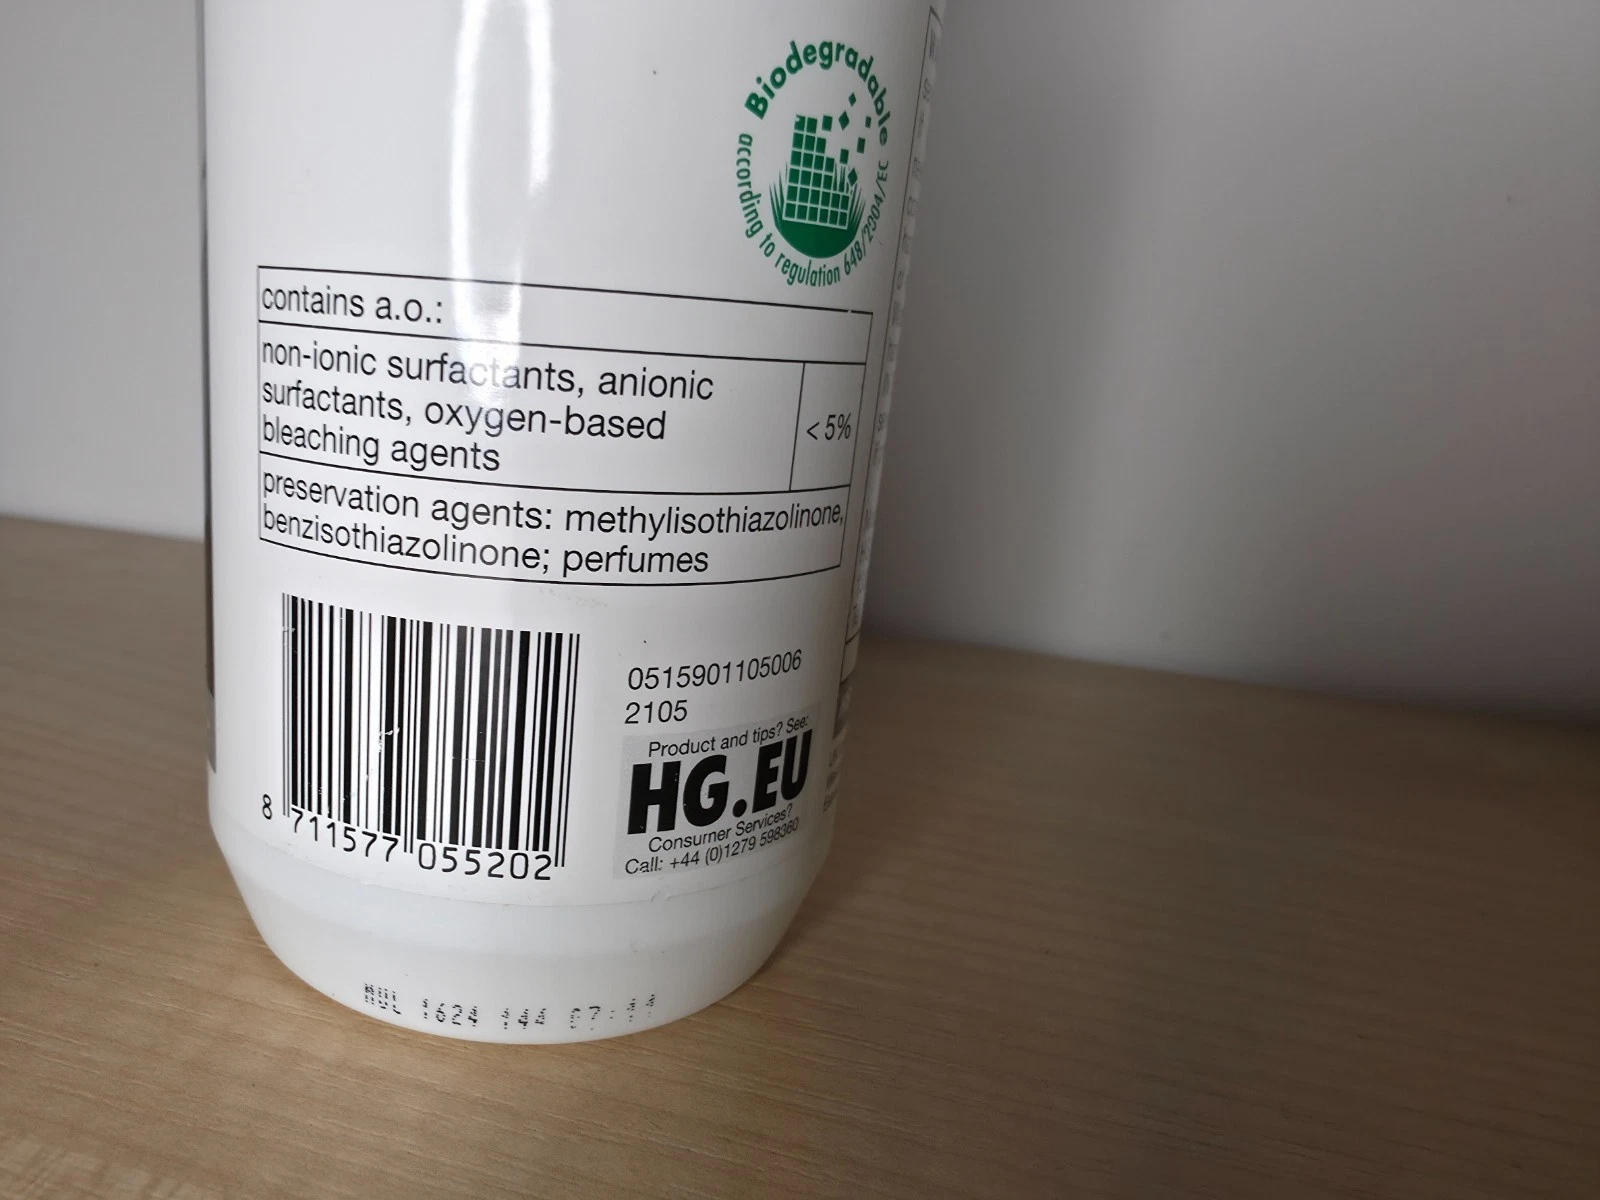 Biodegradable
according to regulation 648/2004/EC
contains a.o.:
non-ionic surfactants, anionic
surfactants, oxygen-based
bleaching agents
<5%
preservation agents: methylisothiazolinone,
benzisothiazolinone; perfumes
8 711577 055202
0515901105006
2105
Product and tips? See:
HG.EU
Consumer Services?
Call: +44 (0)1279 598360